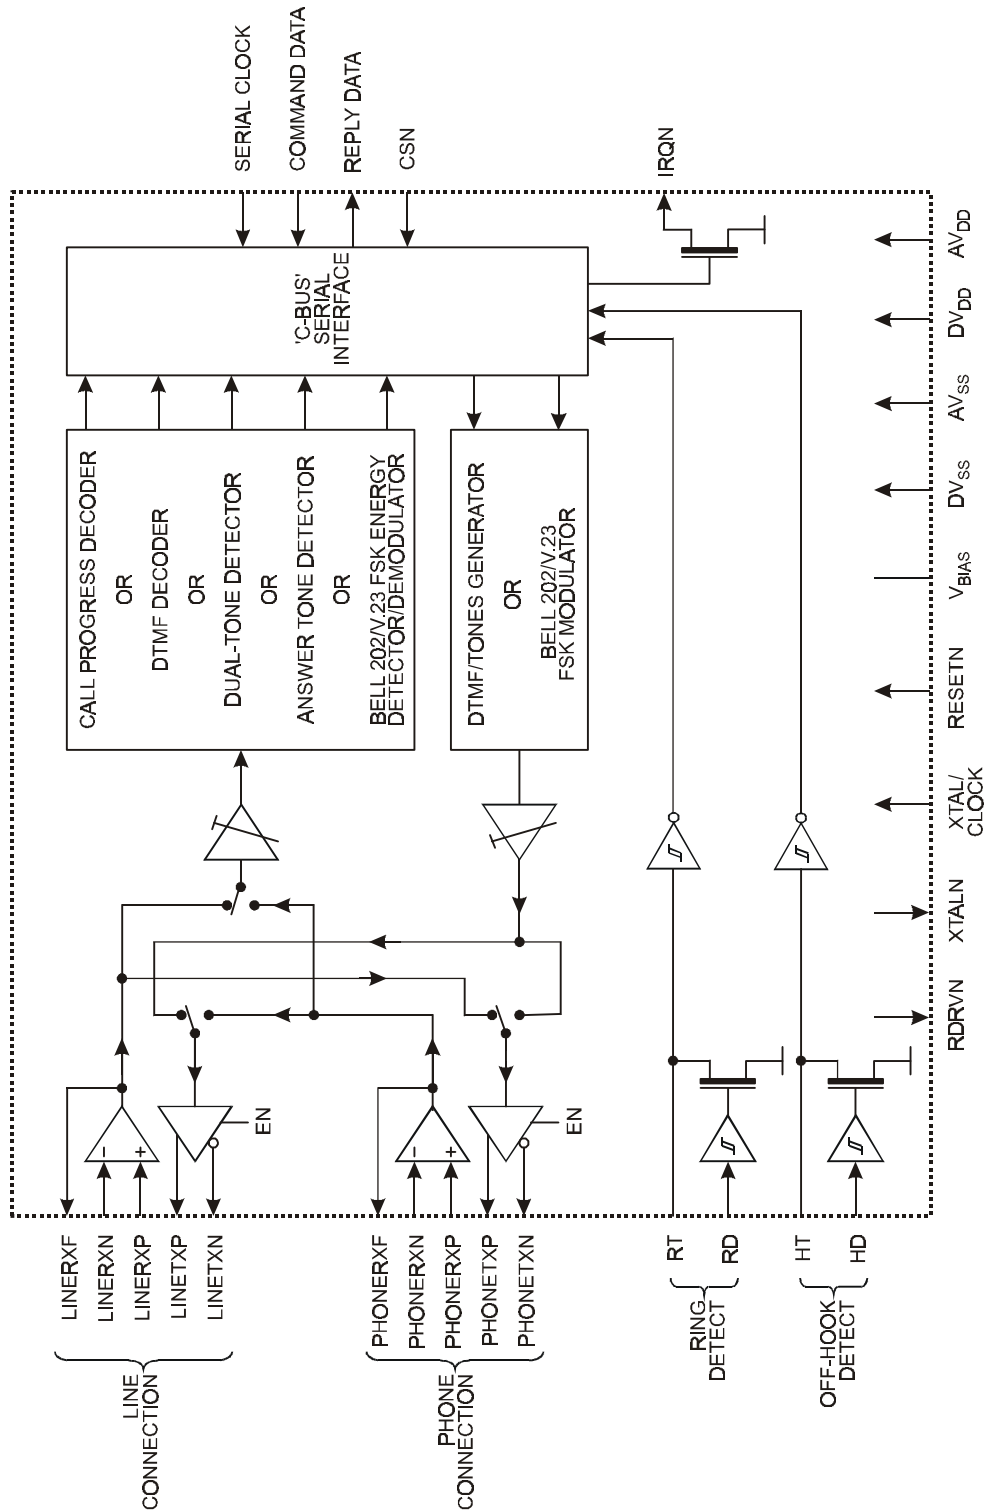 LINE
CONNECTION
LINERXF
LINERXN
LINERXP
LINETXP
LINETXN
-
+
EN
PHONE
CONNECTION
PHONERXF
PHONERXN
PHONERXP
PHONETXP
PHONETXN
-
+
EN
RING
DETECT
RT
RD
OFF-HOOK
DETECT
HT
HD
CALL PROGRESS DECODER
OR
DTMF DECODER
OR
DUAL-TONE DETECTOR
OR
ANSWER TONE DETECTOR
OR
BELL 202/V.23 FSK ENERGY
DETECTOR/DEMODULATOR
DTMF/TONES GENERATOR
OR
BELL 202/V.23
FSK MODULATOR
'C-BUS'
SERIAL
INTERFACE
SERIAL CLOCK
COMMAND DATA
REPLY DATA
CSN
IRQN
RDRVN
XTALN
XTAL/
CLOCK
RESETN
VBIAS
DVSS
AVSS
DVDD
AVDD